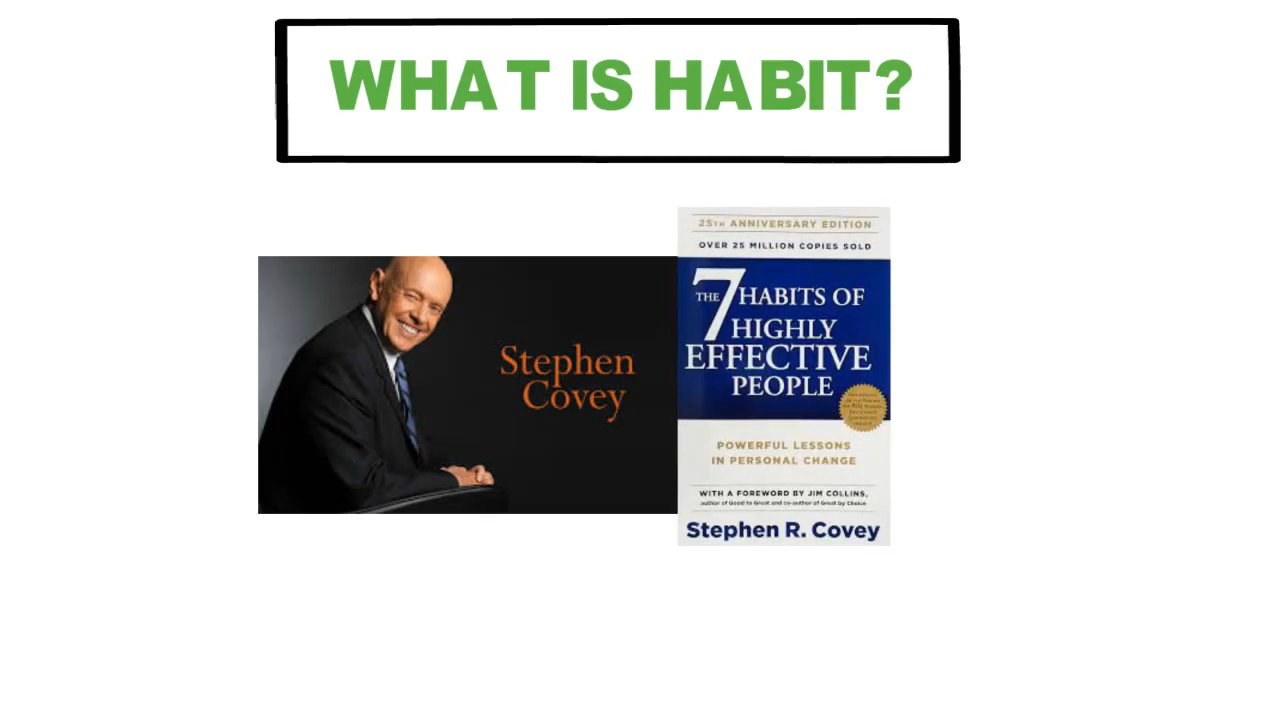 WHAT IS HABIT?
Stephen
Covey
25TH ANNIVERSARY EDITION
OVER 25 MILLION COPIES SOLD
THE 7 HABITS OF
HIGHLY
EFFECTIVE
PEOPLE
POWERFUL LESSONS
IN PERSONAL CHANGE
WITH A FOREWORD BY JIM COLLINS,
author of Good to Great and co-author of Great by Choice
Stephen R. Covey